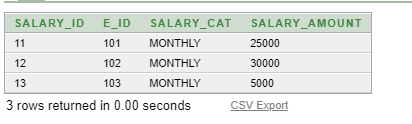 SALARY_ID E_ID SALARY_CAT SALARY_AMOUNT
11 101 MONTHLY 25000
12 102 MONTHLY 30000
13 103 MONTHLY 5000
3 rows returned in 0.00 seconds CSV Export